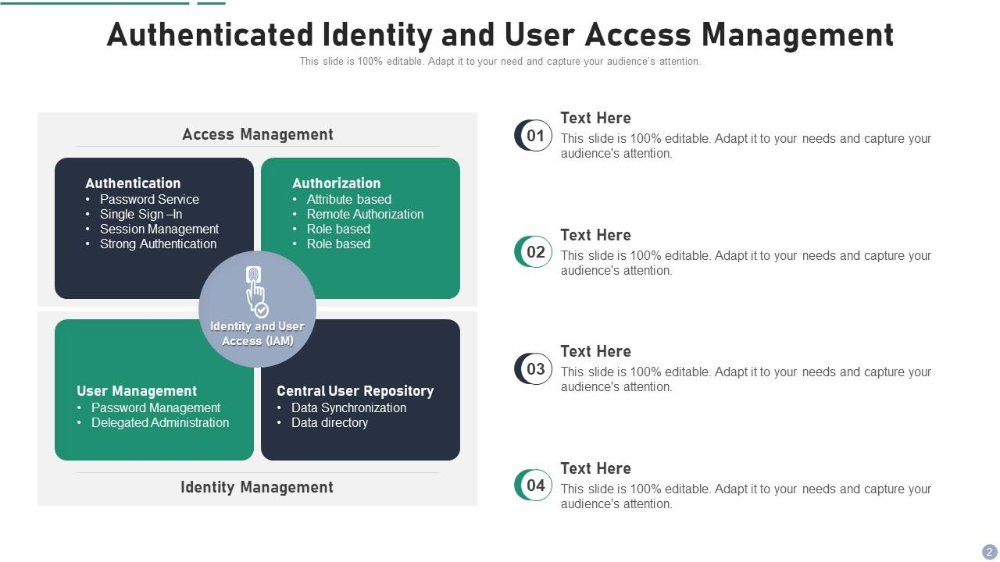 Authenticated Identity and User Access Management
This slide is 100% editable. Adapt it to your need and capture your audience's attention.
Access Management
Authentication
• Password Service
• Single Sign –In
• Session Management
• Strong Authentication
Authorization
• Attribute based
• Remote Authorization
• Role based
• Role based
Identity and User
Access (IAM)
User Management
• Password Management
• Delegated Administration
Central User Repository
• Data Synchronization
• Data directory
Identity Management
01
Text Here
This slide is 100% editable. Adapt it to your needs and capture your
audience's attention.
02
Text Here
This slide is 100% editable. Adapt it to your needs and capture your
audience's attention.
03
Text Here
This slide is 100% editable. Adapt it to your needs and capture your
audience's attention.
04
Text Here
This slide is 100% editable. Adapt it to your needs and capture your
audience's attention.
2